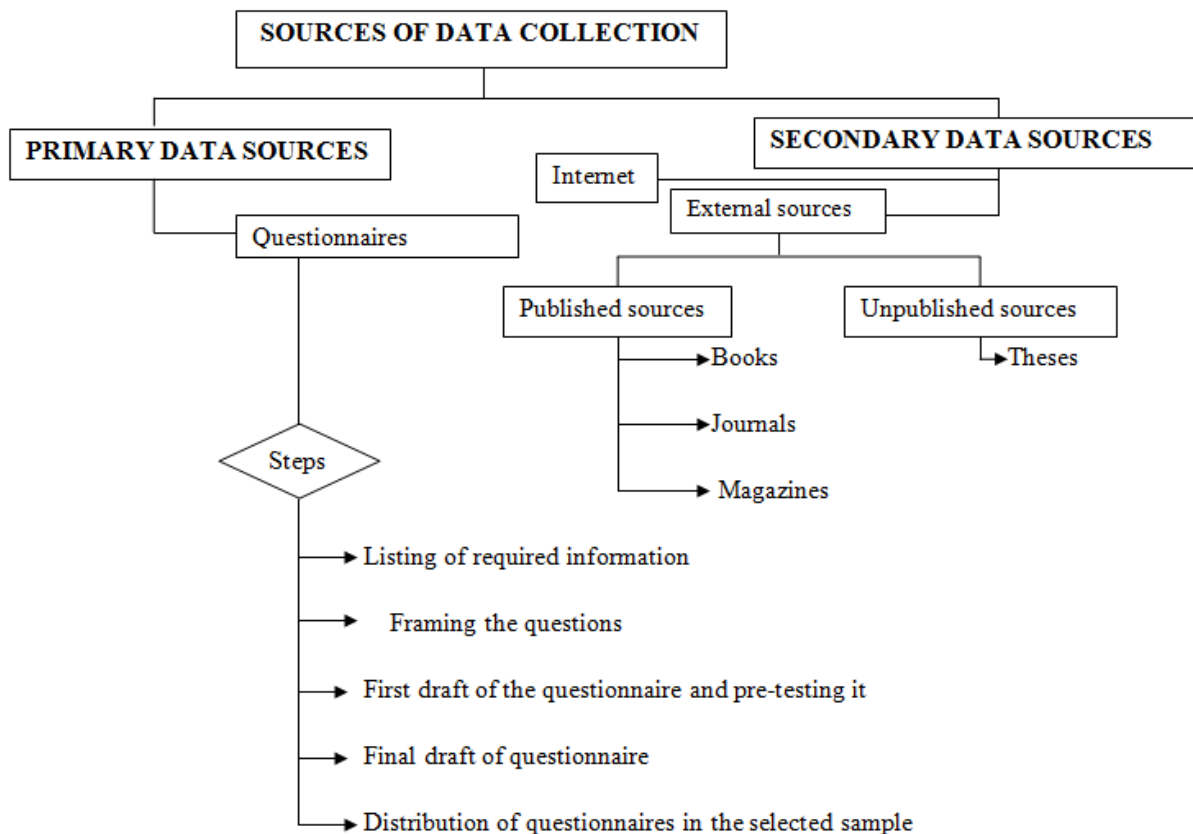 SOURCES OF DATA COLLECTION
PRIMARY DATA SOURCES
SECONDARY DATA SOURCES
Internet
External sources
Questionnaires
Published sources
Unpublished sources
Books
Theses
Journals
Steps
Magazines
Listing of required information
Framing the questions
First draft of the questionnaire and pre-testing it
Final draft of questionnaire
Distribution of questionnaires in the selected sample